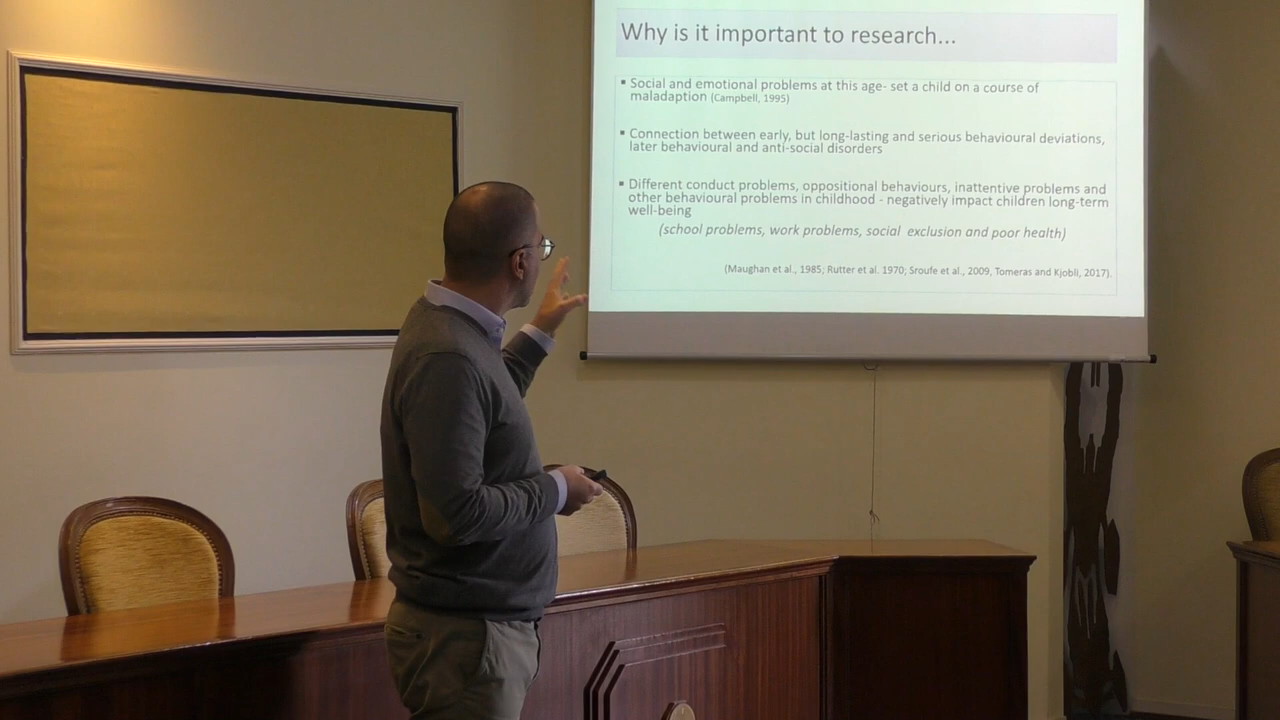 Why is it important to research...
▪ Social and emotional problems at this age- set a child on a course of
maladaption (Campbell, 1995)
▪ Connection between early, but long-lasting and serious behavioural deviations,
later behavioural and anti-social disorders
▪ Different conduct problems, oppositional behaviours, inattentive problems and
other behavioural problems in childhood - negatively impact children long-term
well-being
(school problems, work problems, social exclusion and poor health)
(Maughan et al., 1985; Rutter et al. 1970; Sroufe et al., 2009, Tomeras and Kjobli, 2017).